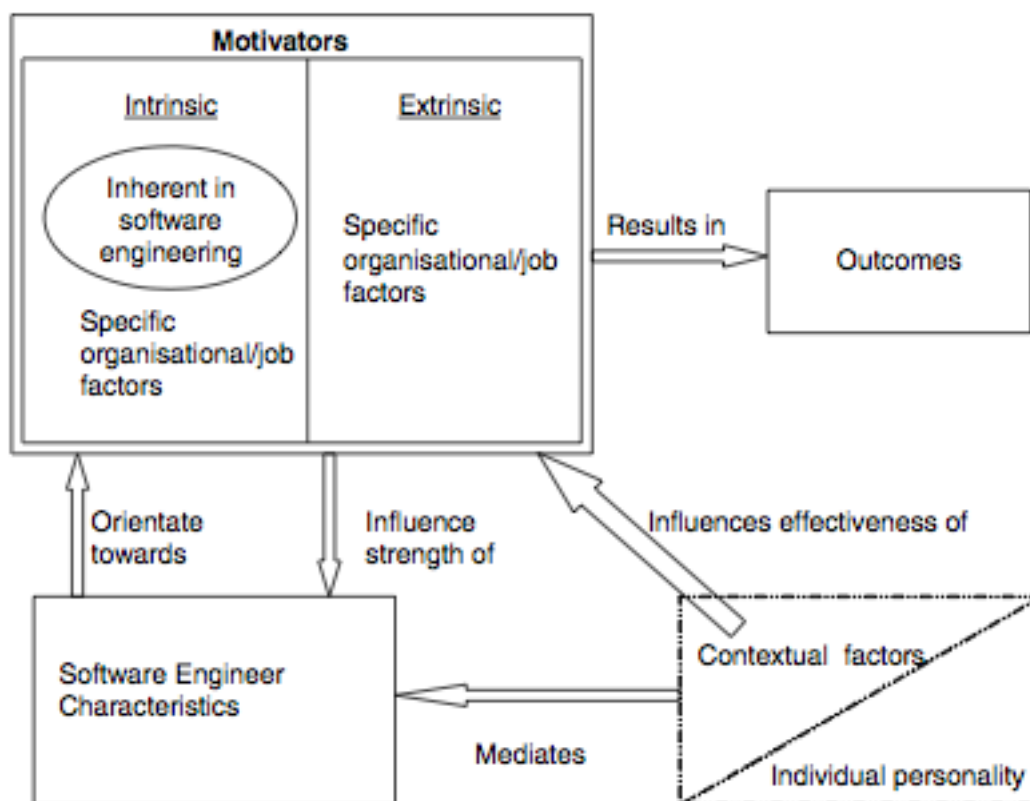 Motivators
Intrinsic
Inherent in
software
engineering
Specific
organisational/job
factors
Extrinsic
Specific
organisational/job
factors
Results in
Outcomes
Orientate
towards
Influence
strength of
Influences effectiveness of
Software Engineer
Characteristics
Mediates
Contextual factors
Individual personality